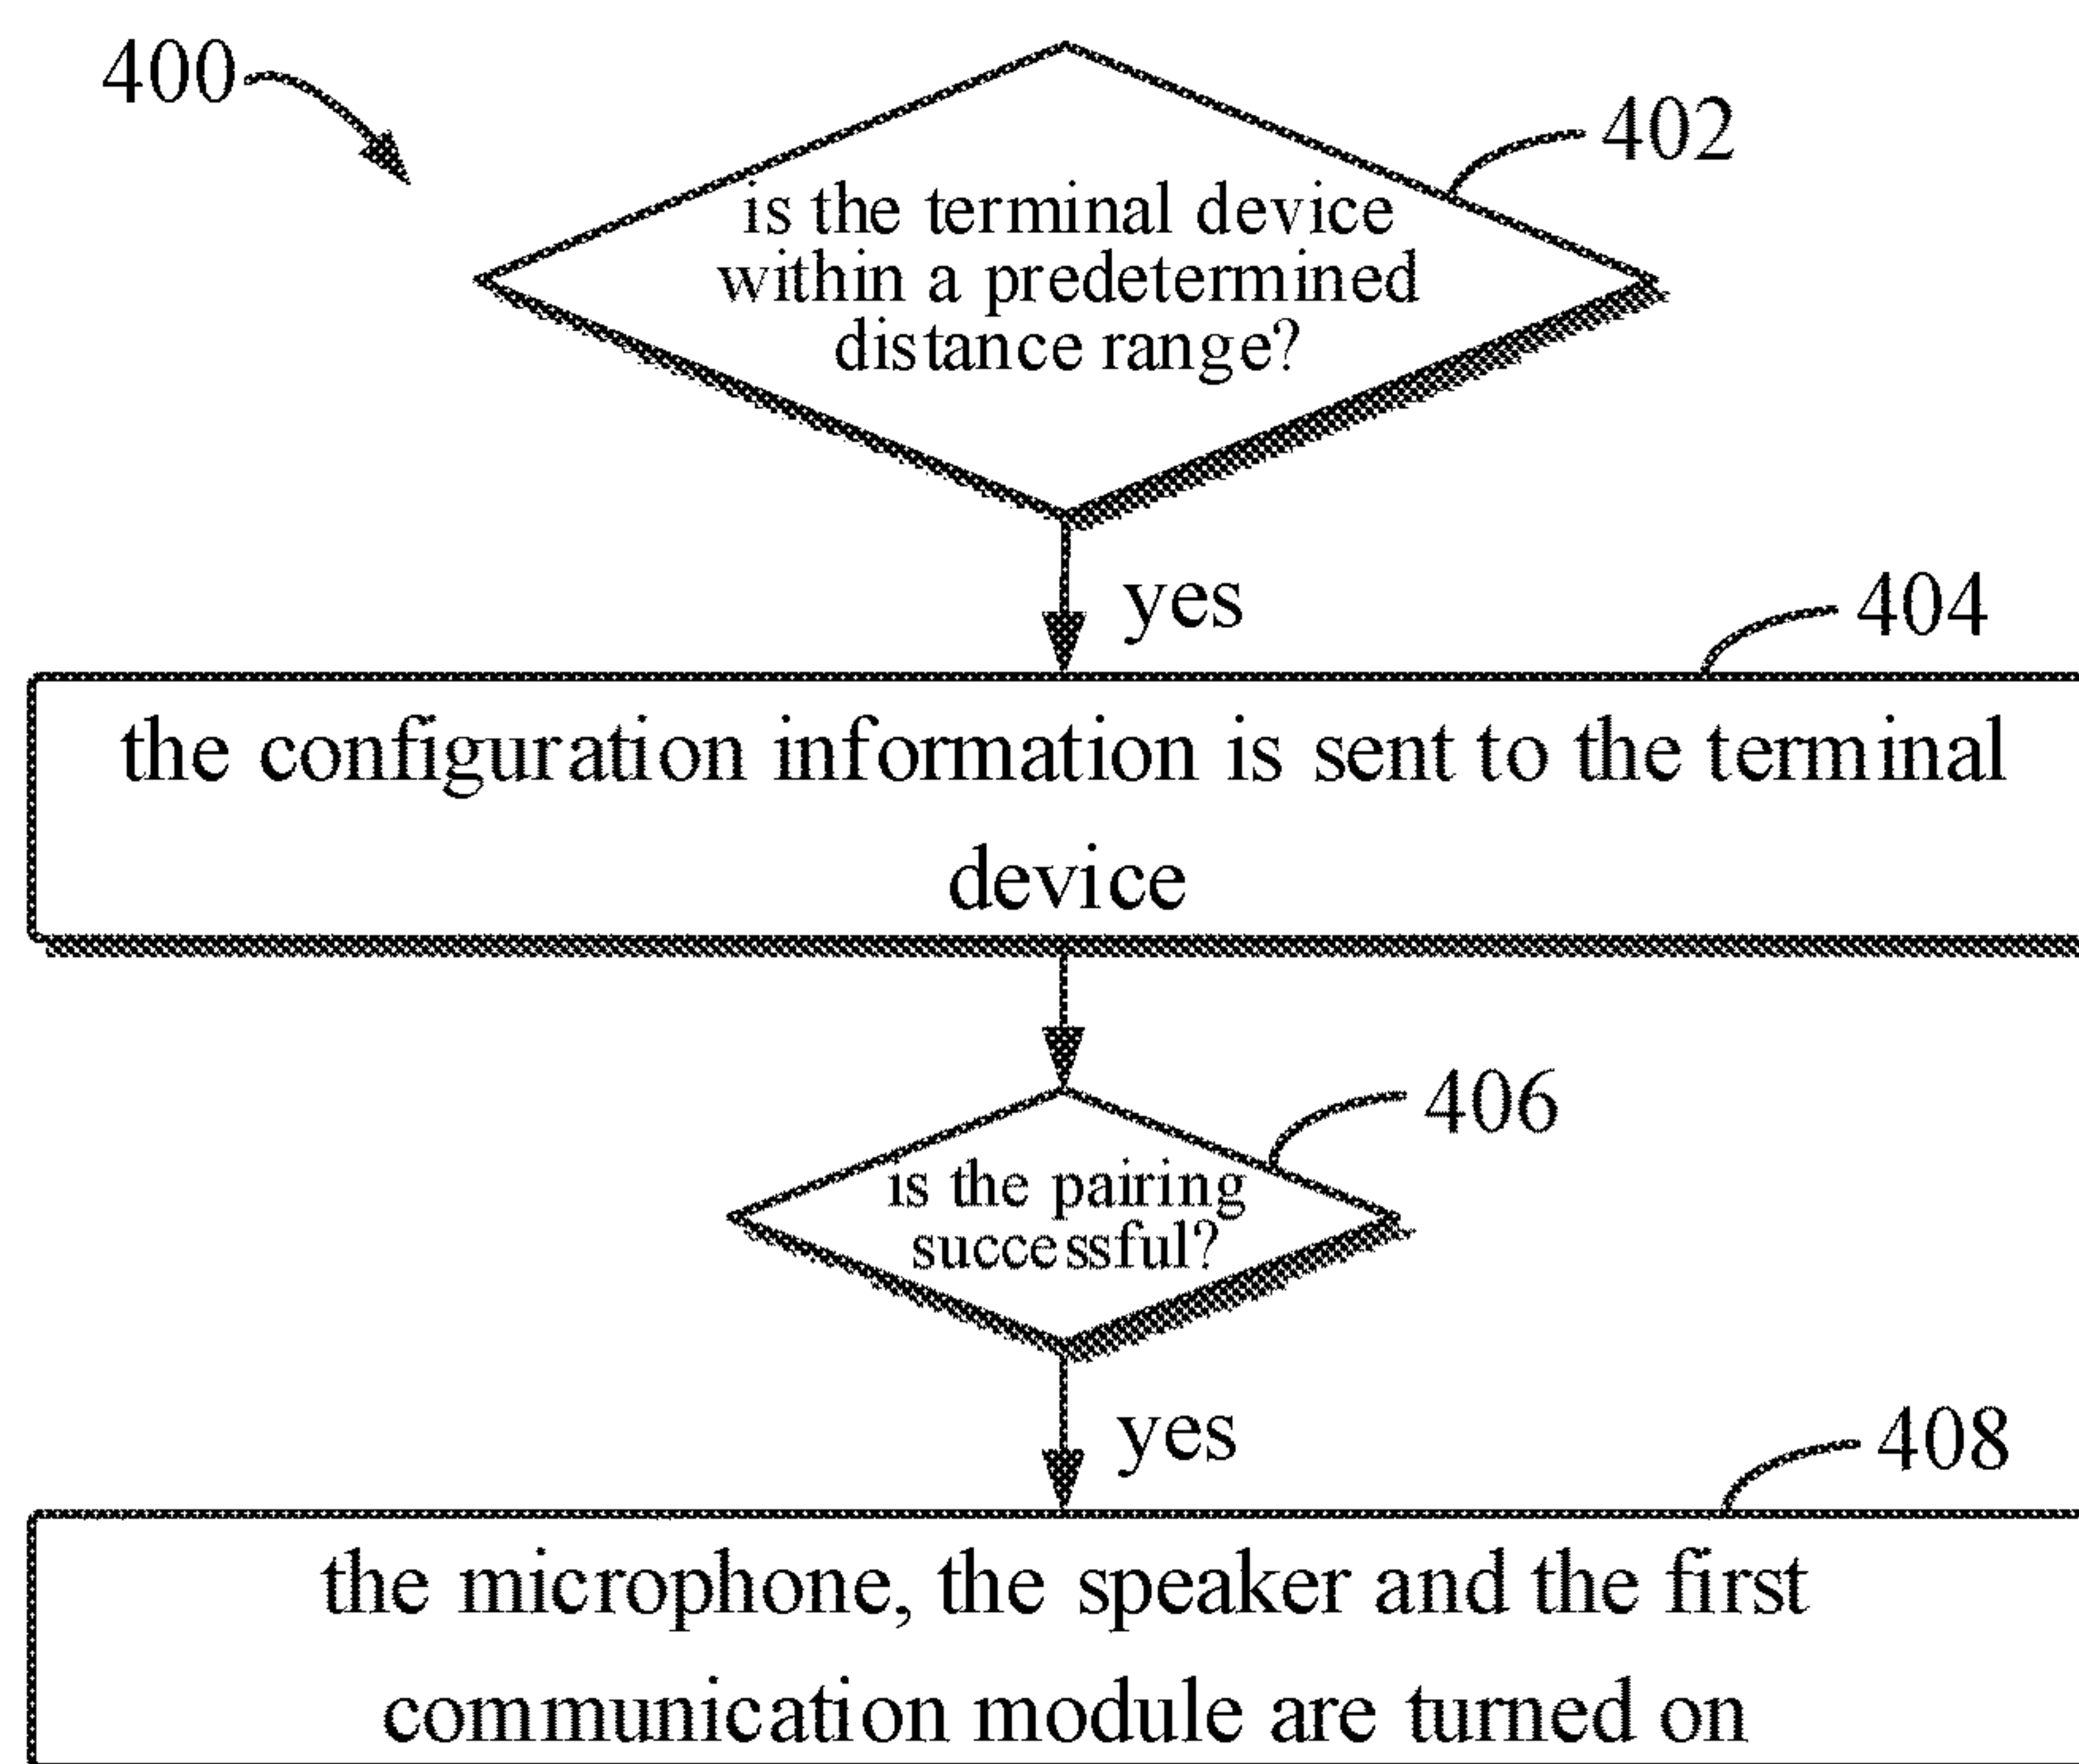 400
402
is the terminal device
within a predetermined
distance range?
yes
404
the configuration information is sent to the terminal
device
406
is the pairing
successful?
yes
408
the microphone, the speaker and the first
communication module are turned on